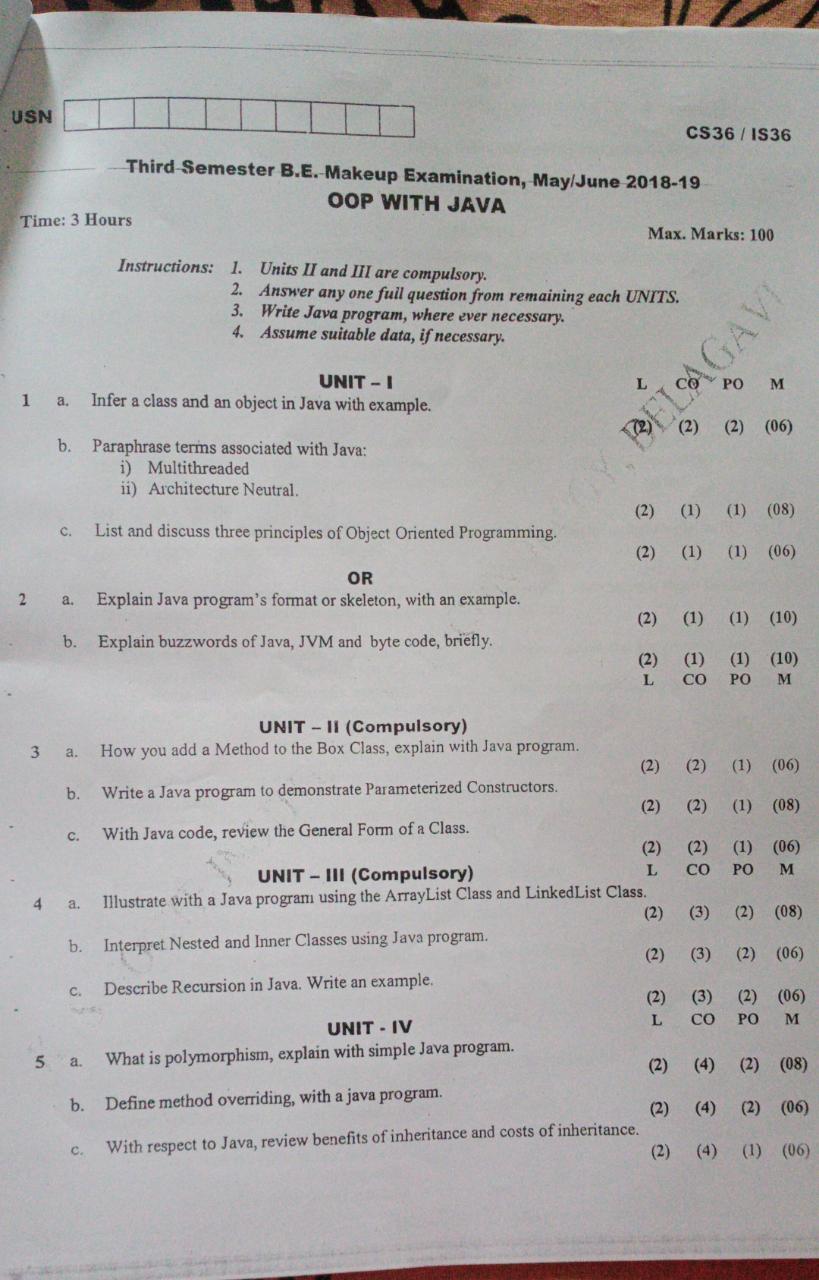 USN
CS36 / IS36
Third Semester B.E. Makeup Examination, May/June 2018-19
OOP WITH JAVA
Time: 3 Hours
Max. Marks: 100
Instructions: 1. Units II and III are compulsory.
2. Answer any one full question from remaining each UNITS.
3. Write Java program, where ever necessary.
4. Assume suitable data, if necessary.
UNIT – I L CO PO M
1 a. Infer a class and an object in Java with example.
(2) (2) (2) (06)
b. Paraphrase terms associated with Java:
i) Multithreaded
ii) Architecture Neutral.
(2) (1) (1) (08)
c. List and discuss three principles of Object Oriented Programming.
(2) (1) (1) (06)
OR
2 a. Explain Java program's format or skeleton, with an example.
(2) (1) (1) (10)
b. Explain buzwords of Java, JVM and byte code, briefly.
(2) (1) (1) (10)
L CO PO M
UNIT – II (Compulsory)
3 a. How you add a Method to the Box Class, explain with Java program.
(2) (2) (1) (06)
b. Write a Java program to demonstrate Parameterized Constructors.
(2) (2) (1) (08)
c. With Java code, review the General Form of a Class.
(2) (2) (1) (06)
UNIT – III (Compulsory) L CO PO M
4 a. Illustrate with a Java program using the ArrayList Class and LinkedList Class.
(2) (3) (2) (08)
b. Interpret Nested and Inner Classes using Java program.
(2) (3) (2) (06)
c. Describe Recursion in Java. Write an example.
(2) (3) (2) (06)
UNIT - IV L CO PO M
5 a. What is polymorphism, explain with simple Java program.
(2) (4) (2) (08)
b. Define method overriding, with a java program.
(2) (4) (2) (06)
c. With respect to Java, review benefits of inheritance and costs of inheritance.
(2) (4) (1) (06)
BELAGAVI